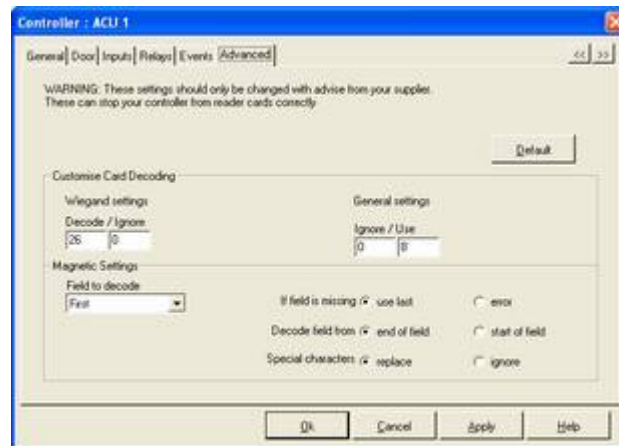 Controller : ACU 1
General Door Inputs Relays Events Advanced << >>
WARNING: These settings should only be changed with advise from your supplier.
These can stop your controller from reader cards correctly
Default
Customise Card Decoding
Wiegand settings General settings
Decode / Ignore Ignore / Use
26 0 0 8
Magnetic Settings
Field to decode
First
If field is missing use last error
Decode field from end of field start of field
Special characters replace ignore
Ok Cancel Apply Help